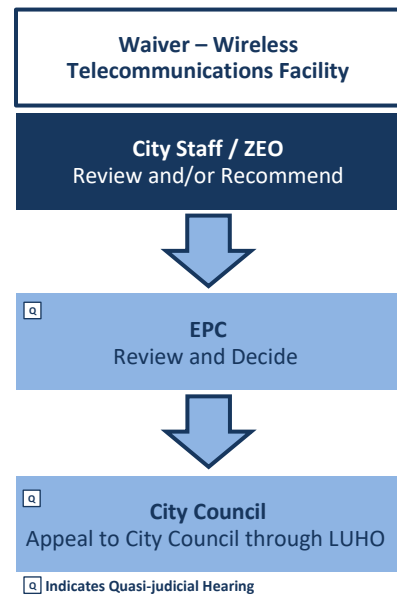 Waiver – Wireless
Telecommunications Facility
City Staff / ZEO
Review and/or Recommend
Q
EPC
Review and Decide
Q
City Council
Appeal to City Council through LUHO
Q Indicates Quasi-judicial Hearing